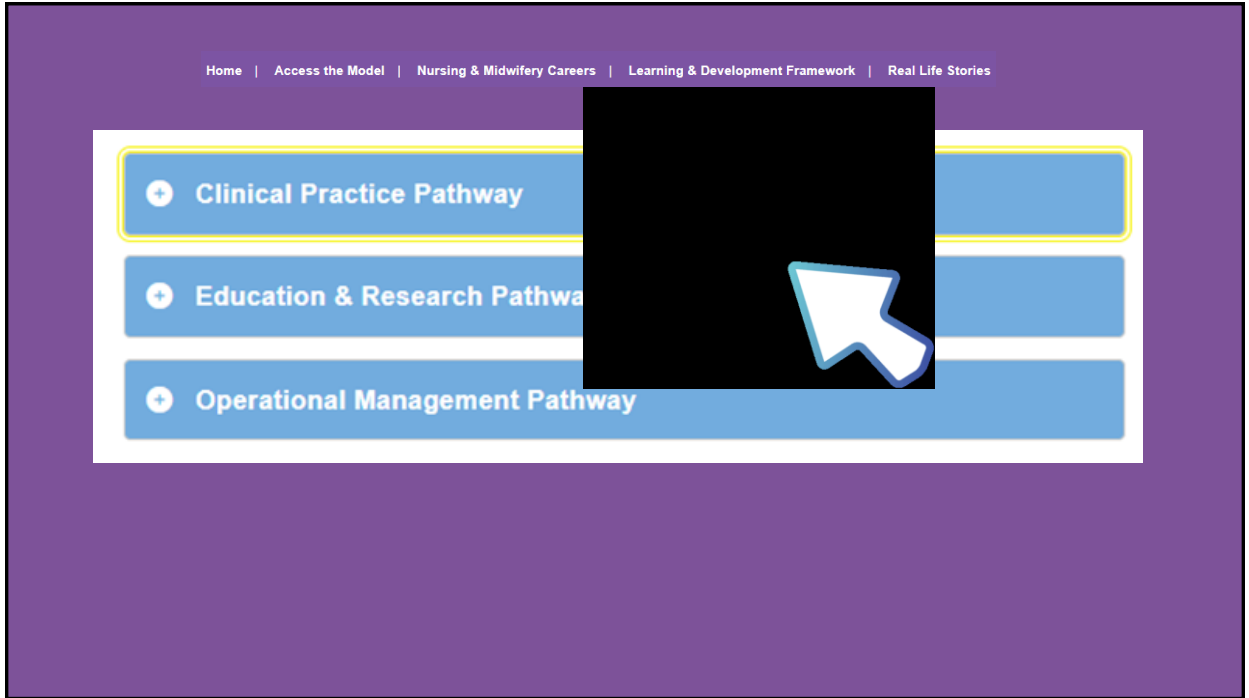 Home | Access the Model | Nursing & Midwifery Careers | Learning & Development Framework | Real Life Stories
Clinical Practice Pathway
Education & Research
Operational Management Pathway